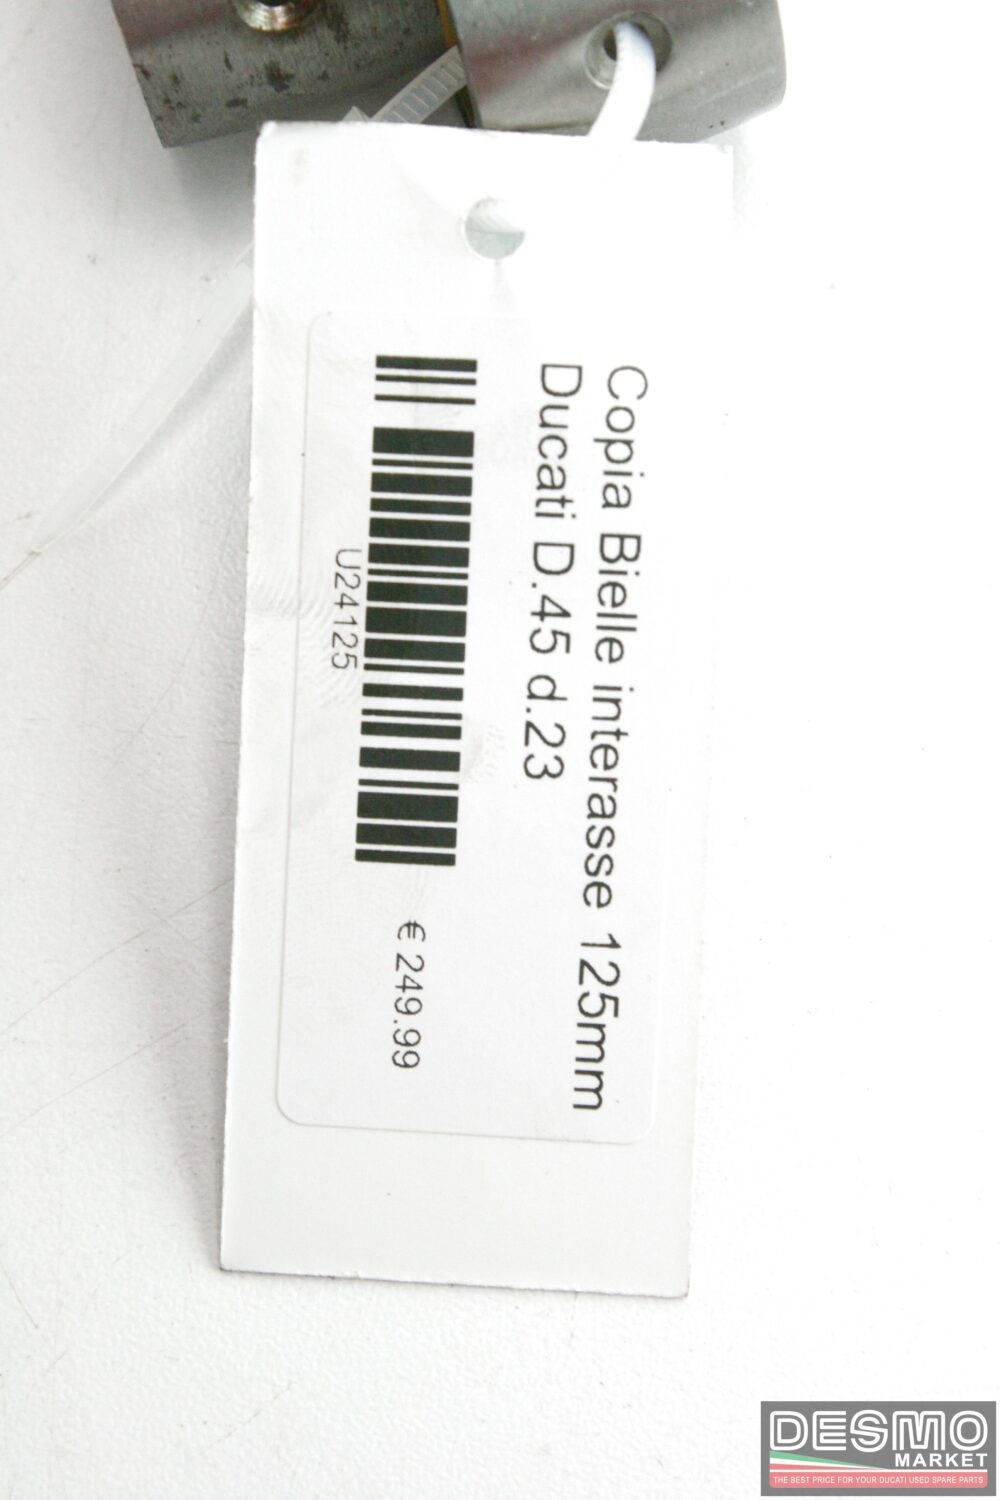 Copia Bielle interasse 125mm
Ducati D.45 d.23
U24125
€ 249.99
DESMO
MARKET
THE BEST PRICE FOR YOUR DUCATI USED SPARE PARTS